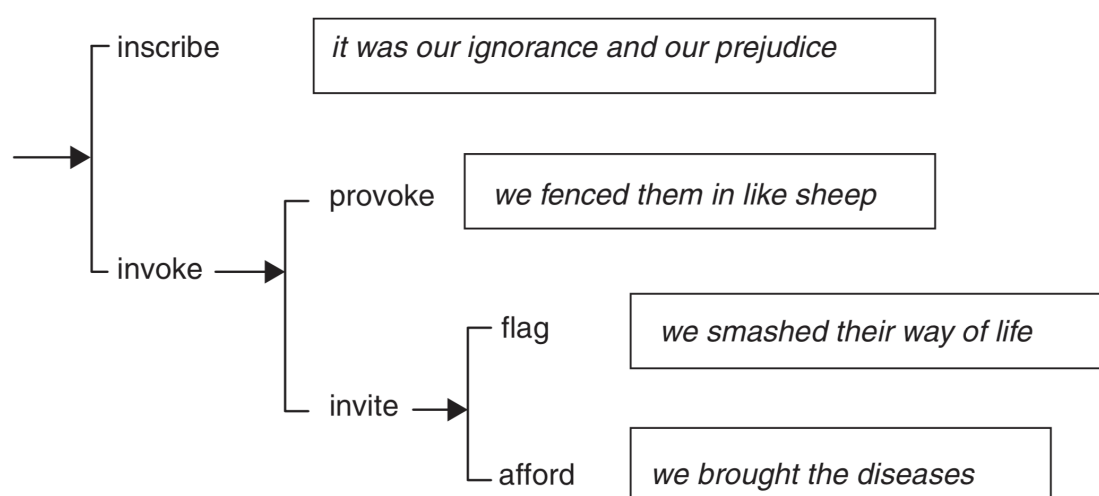 inscribe it was our ignorance and our prejudice
provoke we fenced them in like sheep
invoke
flag we smashed their way of life
invite
afford we brought the diseases